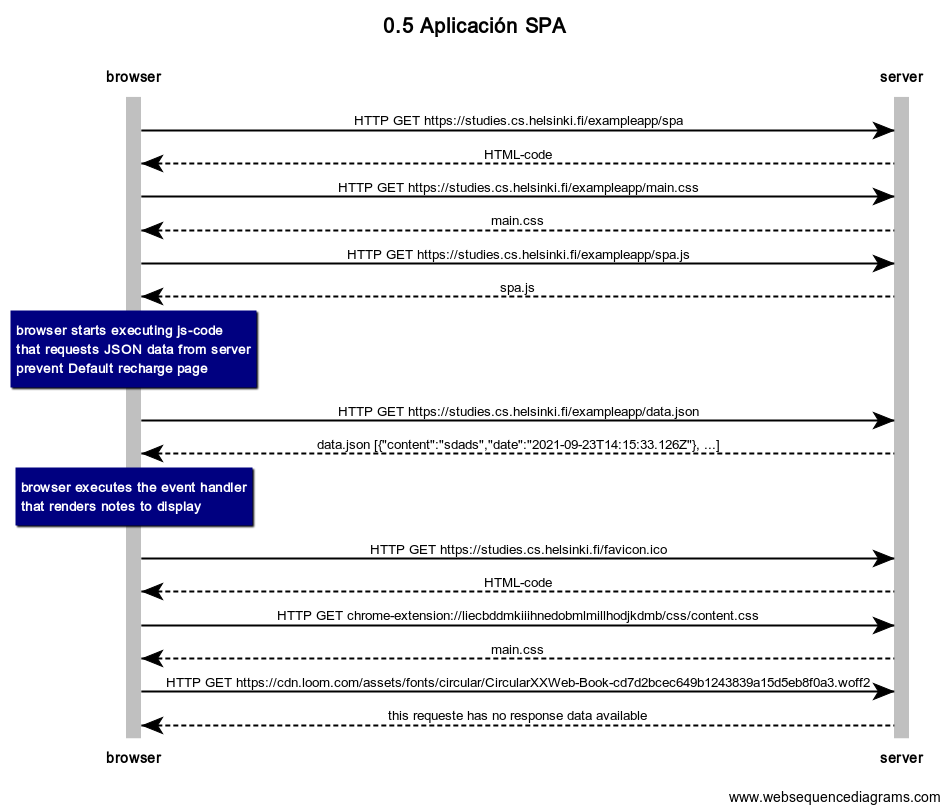 0.5 Aplicación SPA
browser
server
HTTP GET https://studies.cs.helsinki.fi/exampleapp/spa
HTML-code
HTTP GET https://studies.cs.helsinki.fi/exampleapp/main.css
main.css
HTTP GET https://studies.cs.helsinki.fi/exampleapp/spa.js
spa.js
browser starts executing js-code
that requests JSON data from server
prevent Default recharge page
HTTP GET https://studies.cs.helsinki.fi/exampleapp/data.json
data.json [{"content":"sdads","date":"2021-09-23T14:15:33.126Z"}, ...]
browser executes the event handler
that renders notes to display
HTTP GET https://studies.cs.helsinki.fi/favicon.ico
HTML-code
HTTP GET chrome-extension://liecbddmkiiihnedobmlmillhodjkdmb/css/content.css
main.css
HTTP GET https://cdn.loom.com/assets/fonts/circular/CircularXXWeb-Book-cd7d2bcec649b1243839a15d5eb8f0a3.woff2
this requeste has no response data available
browser
server
www.websequencediagrams.com